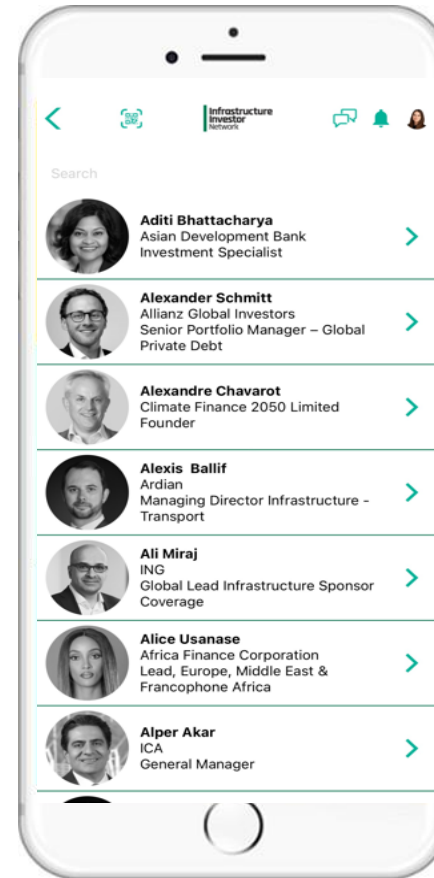 Infrastructure
Investor
Network
Search
Aditi Bhattacharya
Asian Development Bank
Investment Specialist
Alexander Schmitt
Allianz Global Investors
Senior Portfolio Manager – Global
Private Debt
Alexandre Chavarot
Climate Finance 2050 Limited
Founder
Alexis Ballif
Ardian
Managing Director Infrastructure -
Transport
Ali Miraj
ING
Global Lead Infrastructure Sponsor
Coverage
Alice Usanase
Africa Finance Corporation
Lead, Europe, Middle East &
Francophone Africa
Alper Akar
ICA
General Manager